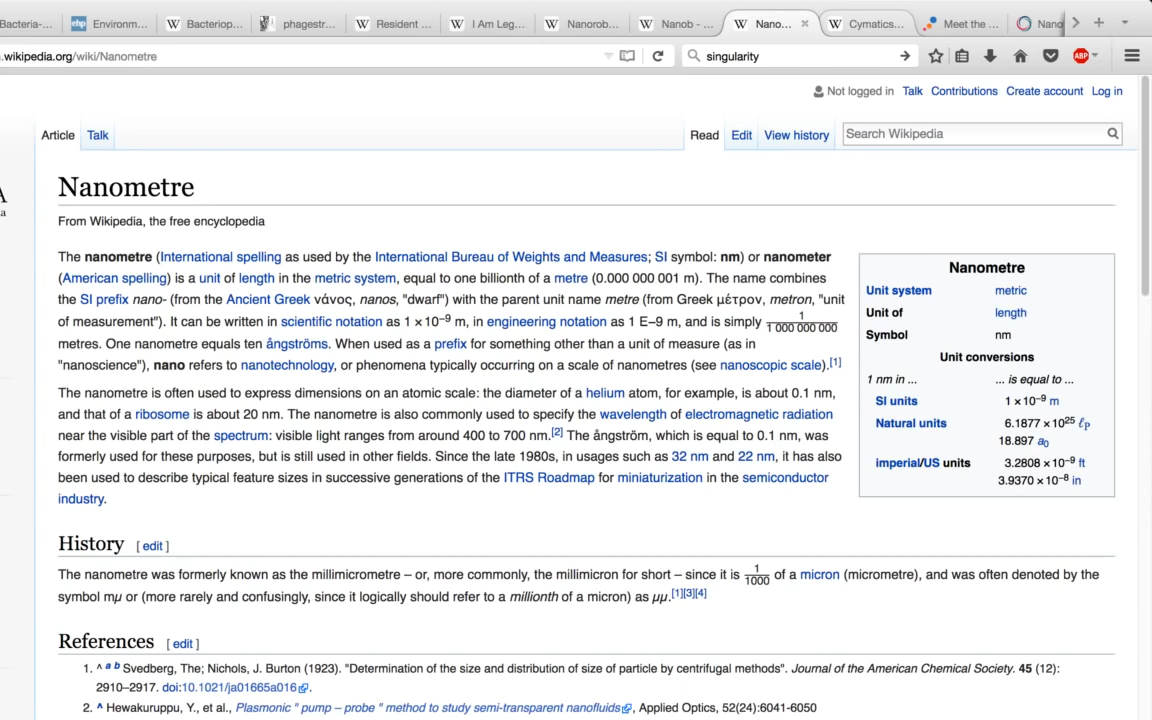 Bacteria-... Environm... Bacteriop... phagestr... Resident ... I Am Leg... Nanorob... Nanob - ... Nano... Cymatics... Meet the ... Nano
.wikipedia.org/wiki/Nanometre singularity ABP
Not logged in Talk Contributions Create account Log in
Article Talk Read Edit View history Search Wikipedia
Nanometre
From Wikipedia, the free encyclopedia
The nanometre (International spelling as used by the International Bureau of Weights and Measures; SI symbol: nm) or nanometer
(American spelling) is a unit of length in the metric system, equal to one billionth of a metre (0.000 000 001 m). The name combines
the SI prefix nano- (from the Ancient Greek νάνος, nanos, "dwarf") with the parent unit name metre (from Greek μέτρον, metron, "unit
of measurement"). It can be written in scientific notation as 1 ×10⁻⁹ m, in engineering notation as 1 E−9 m, and is simply 1/1 000 000 000
metres. One nanometre equals ten ångströms. When used as a prefix for something other than a unit of measure (as in
"nanoscience"), nano refers to nanotechnology, or phenomena typically occurring on a scale of nanometres (see nanoscopic scale).[1]
The nanometre is often used to express dimensions on an atomic scale: the diameter of a helium atom, for example, is about 0.1 nm,
and that of a ribosome is about 20 nm. The nanometre is also commonly used to specify the wavelength of electromagnetic radiation
near the visible part of the spectrum: visible light ranges from around 400 to 700 nm.[2] The ångström, which is equal to 0.1 nm, was
formerly used for these purposes, but is still used in other fields. Since the late 1980s, in usages such as 32 nm and 22 nm, it has also
been used to describe typical feature sizes in successive generations of the ITRS Roadmap for miniaturization in the semiconductor
industry.
Nanometre
Unit system metric
Unit of length
Symbol nm
Unit conversions
1 nm in ... ... is equal to ...
SI units 1 ×10⁻⁹ m
Natural units 6.1877 ×10²⁵ ℓP
18.897 a0
imperial/US units 3.2808 ×10⁻⁹ ft
3.9370 ×10⁻⁸ in
History [ edit ]
The nanometre was formerly known as the millimicrometre – or, more commonly, the millimicron for short – since it is 1/1000 of a micron (micrometre), and was often denoted by the
symbol mµ or (more rarely and confusingly, since it logically should refer to a millionth of a micron) as µµ.[1][3][4]
References [ edit ]
1. ^ a b Svedberg, The; Nichols, J. Burton (1923). "Determination of the size and distribution of size of particle by centrifugal methods". Journal of the American Chemical Society. 45 (12):
2910–2917. doi:10.1021/ja01665a016.
2. ^ Hewakuruppu, Y., et al., Plasmonic " pump – probe " method to study semi-transparent nanofluids, Applied Optics, 52(24):6041-6050